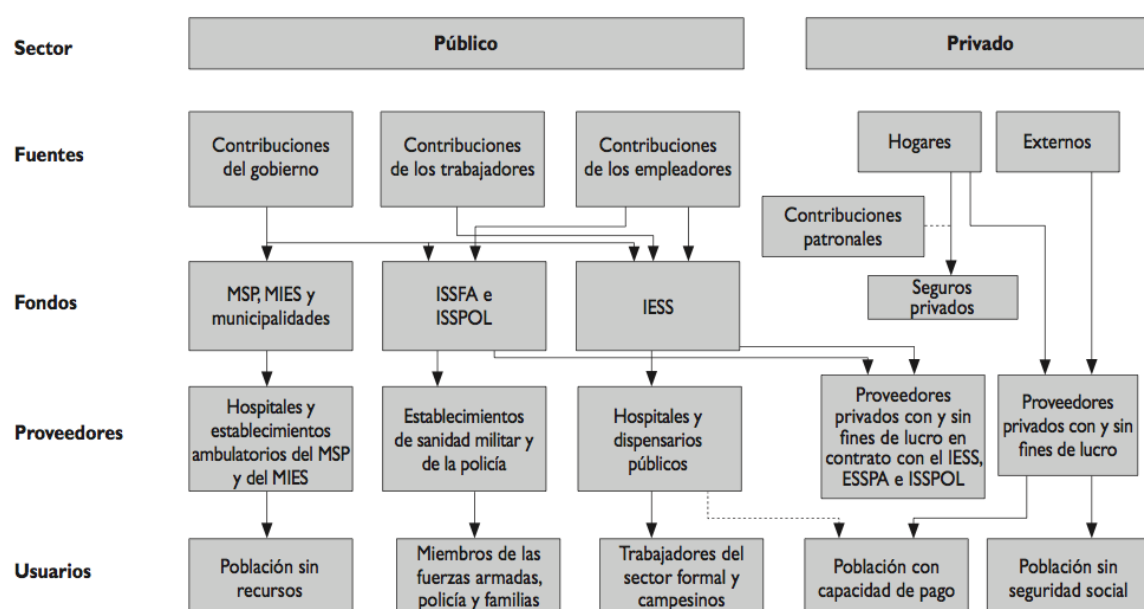 Sector
Público
Privado
Fuentes
Contribuciones
del gobierno
Contribuciones
de los trabajadores
Contribuciones
de los empleadores
Hogares
Externos
Contribuciones
patronales
Fondos
MSP, MIES y
municipalidades
ISSFA e
ISSPOL
IESS
Seguros
privados
Proveedores
Hospitales y
establecimientos
ambulatorios del MSP
y del MIES
Establecimientos
de sanidad militar y
de la policía
Hospitales y
dispensarios
públicos
Proveedores
privados con y sin
fines de lucro en
contrato con el IESS,
ESSPA e ISSPOL
Proveedores
privados con y sin
fines de lucro
Usuarios
Población sin
recursos
Miembros de las
fuerzas armadas,
policía y familias
Trabajadores del
sector formal y
campesinos
Población con
capacidad de pago
Población sin
seguridad social